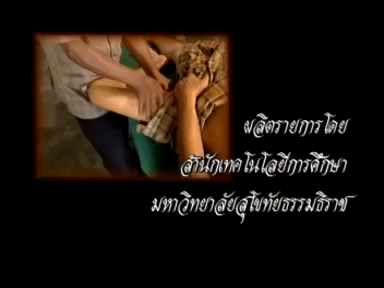 ผลิตรายการโดย
สำนักเทคโนโลยีการศึกษา
มหาวิทยาลัยสุโขทัยธรรมาธิราช